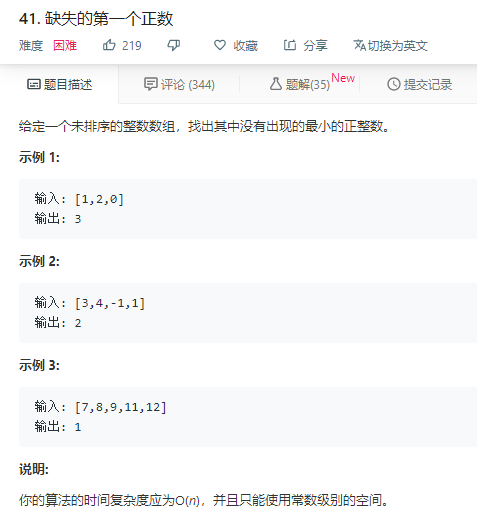 41. 缺失的第一个正数
难度 困难 219 收藏 分享 切换为英文
题目描述 评论 (344) 题解(35) New 提交记录
给定一个未排序的整数数组，找出其中没有出现的最小的正整数。
示例 1:
输入: [1,2,0]
输出: 3
示例 2:
输入: [3,4,-1,1]
输出: 2
示例 3:
输入: [7,8,9,11,12]
输出: 1
说明:
你的算法的时间复杂度应为O(n)，并且只能使用常数级别的空间。